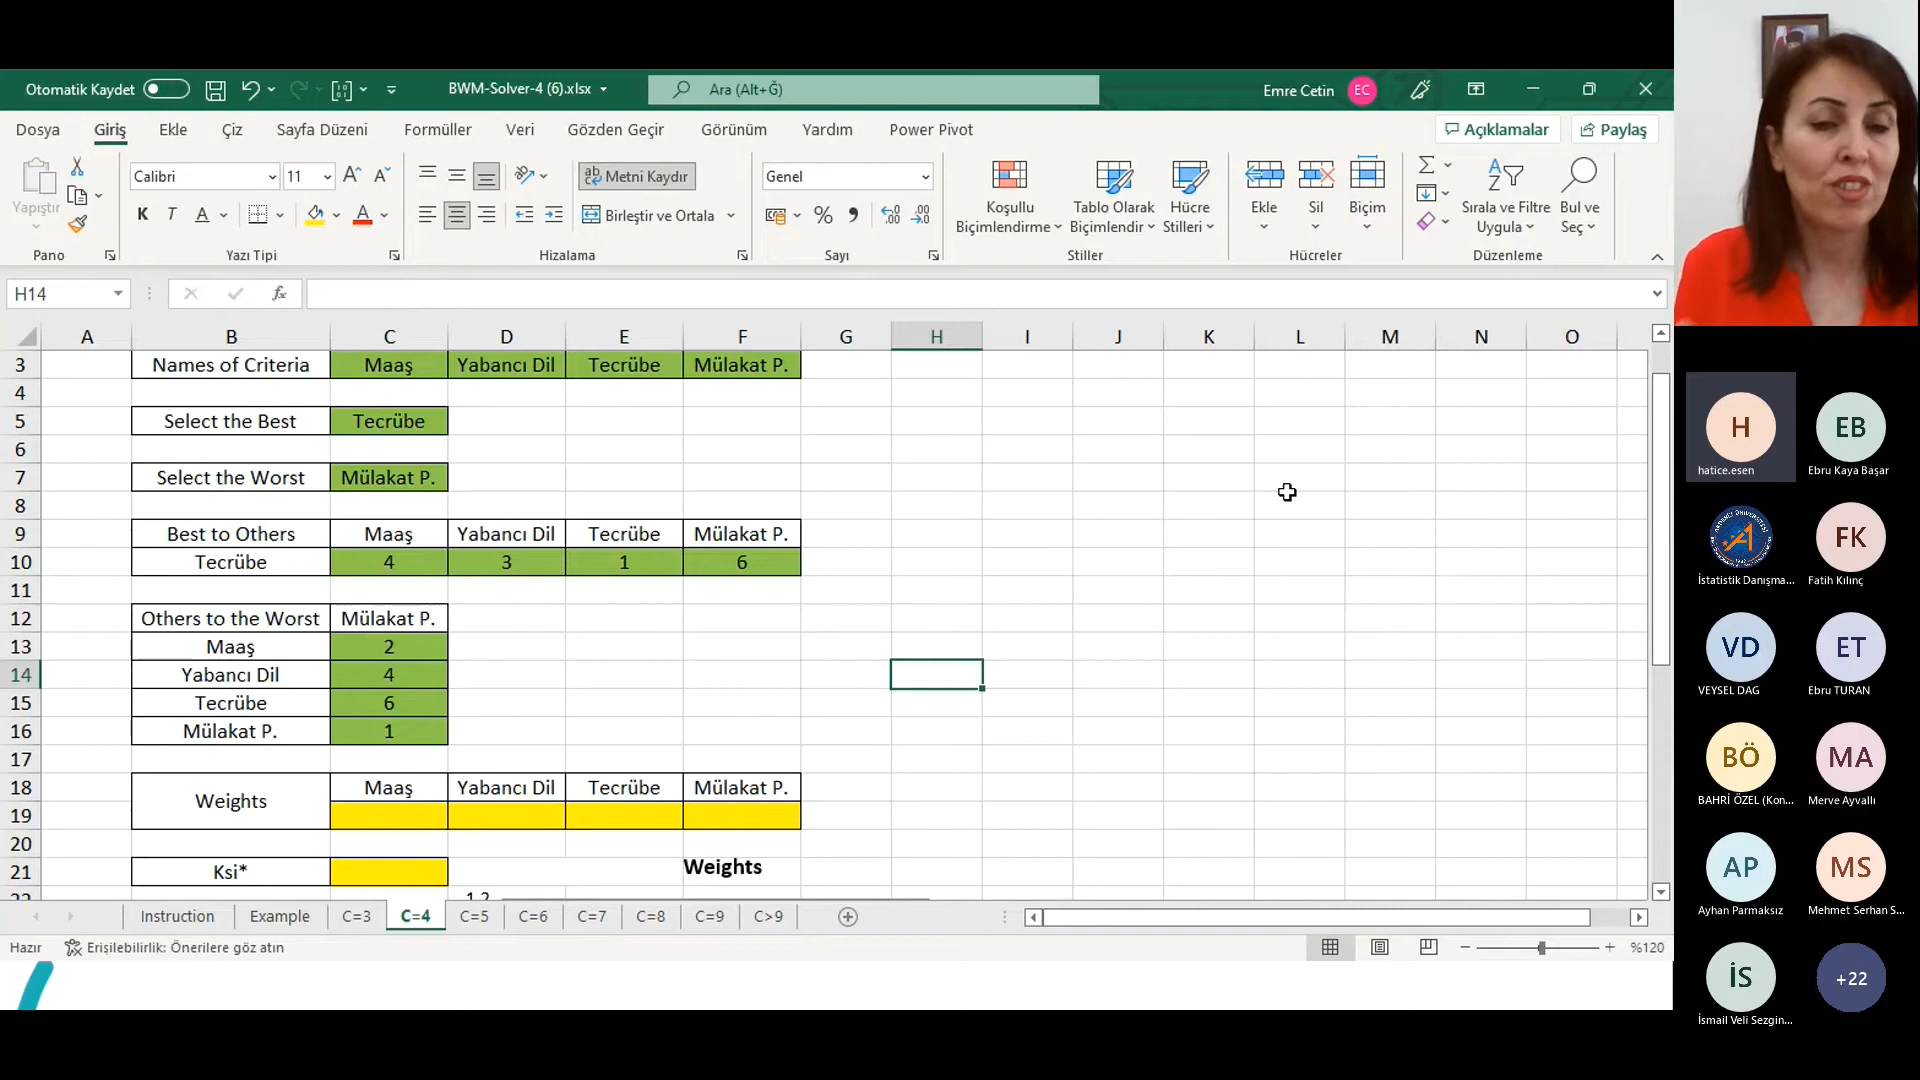 Otomatik Kaydet
BWM-Solver-4 (6).xlsx
Ara (Alt+Ğ)
Emre Cetin
EC
Dosya Giriş Ekle Çiz Sayfa Düzeni Formüller Veri Gözden Geçir Görünüm Yardım Power Pivot
Açıklamalar
Paylaş
Yapıştır
Calibri
11
K T A
Metni Kaydır
Birleştir ve Ortala
Genel
Koşullu Biçimlendirme
Tablo Olarak Biçimlendir
Hücre Stilleri
Ekle
Sil
Biçim
Sırala ve Filtre Uygula
Bul ve Seç
Pano Yazı Tipi Hizalama Sayı Stiller Hücreler Düzenleme
H14
fx
A B C D E F G H I J K L M N O
3 Names of Criteria Maaş Yabancı Dil Tecrübe Mülakat P.
4
5 Select the Best Tecrübe
6
7 Select the Worst Mülakat P.
8
9 Best to Others Maaş Yabancı Dil Tecrübe Mülakat P.
10 Tecrübe 4 3 1 6
11
12 Others to the Worst Mülakat P.
13 Maaş 2
14 Yabancı Dil 4
15 Tecrübe 6
16 Mülakat P. 1
17
18 Weights Maaş Yabancı Dil Tecrübe Mülakat P.
19
20
21 Ksi* Weights
1.2
Instruction Example C=3 C=4 C=5 C=6 C=7 C=8 C=9 C>9
Hazır
Erişilebilirlik: Önerilere göz atın
%120
H
hatice.esen
EB
Ebru Kaya Başar
İstatistik Danışma...
FK
Fatih Kılınç
VD
VEYSEL DAG
ET
Ebru TURAN
BÖ
BAHRİ ÖZEL (Kon...
MA
Merve Ayvallı
AP
Ayhan Parmaksız
MS
Mehmet Serhan S...
İS
İsmail Veli Sezgin...
+22